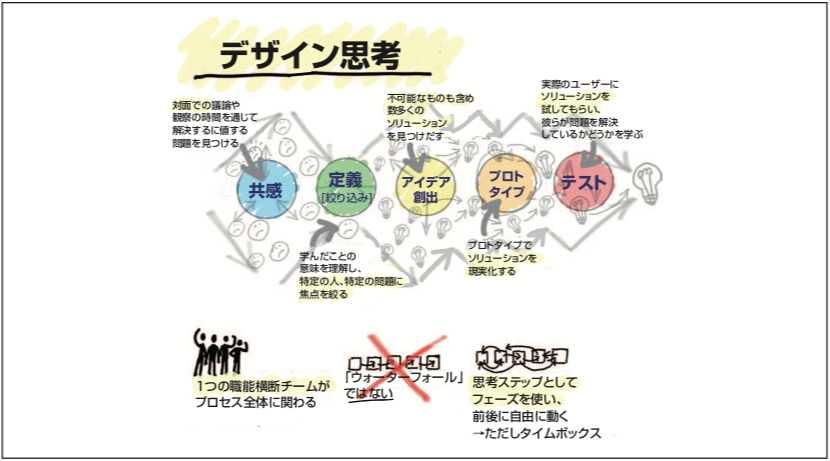 デザイン思考
対面での議論や
観察の時間を通じて
解決するに値する
問題を見つける
不可能なものも含め
数多くの
ソリューション
を見つけだす
実際のユーザーに
ソリューションを
試してもらい、
彼らが問題を解決
しているかどうかを学ぶ
共感
定義
[絞り込み]
アイデア
創出
プロト
タイプ
テスト
学んだことの
意味を理解し、
特定の人、特定の問題に
焦点を絞る
プロトタイプで
ソリューションを
現実化する
1つの職能横断チームが
プロセス全体に関わる
「ウォーターフォール」
ではない
思考ステップとして
フェーズを使い、
前後に自由に動く
→ただしタイムボックス